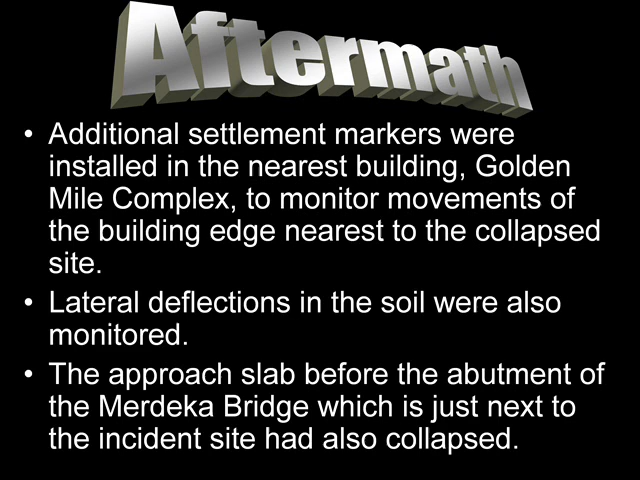 Aftermath
• Additional settlement markers were
installed in the nearest building, Golden
Mile Complex, to monitor movements of
the building edge nearest to the collapsed
site.
• Lateral deflections in the soil were also
monitored.
• The approach slab before the abutment of
the Merdeka Bridge which is just next to
the incident site had also collapsed.